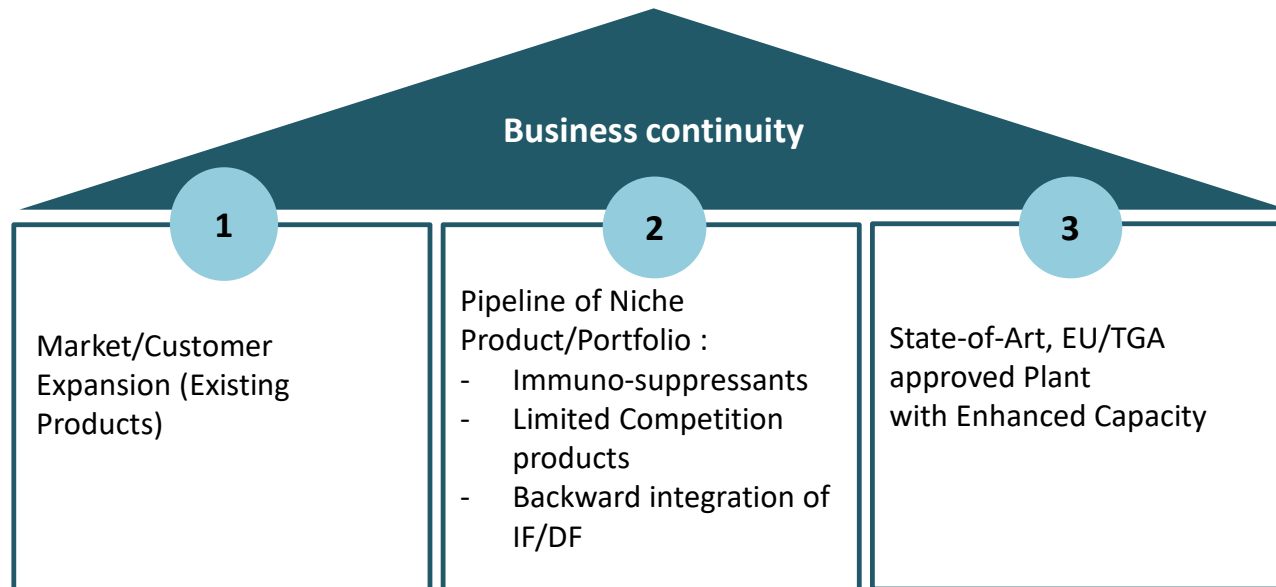 Business continuity
1
Market/Customer
Expansion (Existing
Products)
2
Pipeline of Niche
Product/Portfolio :
- Immuno-suppressants
- Limited Competition
products
- Backward integration of
IF/DF
3
State-of-Art, EU/TGA
approved Plant
with Enhanced Capacity